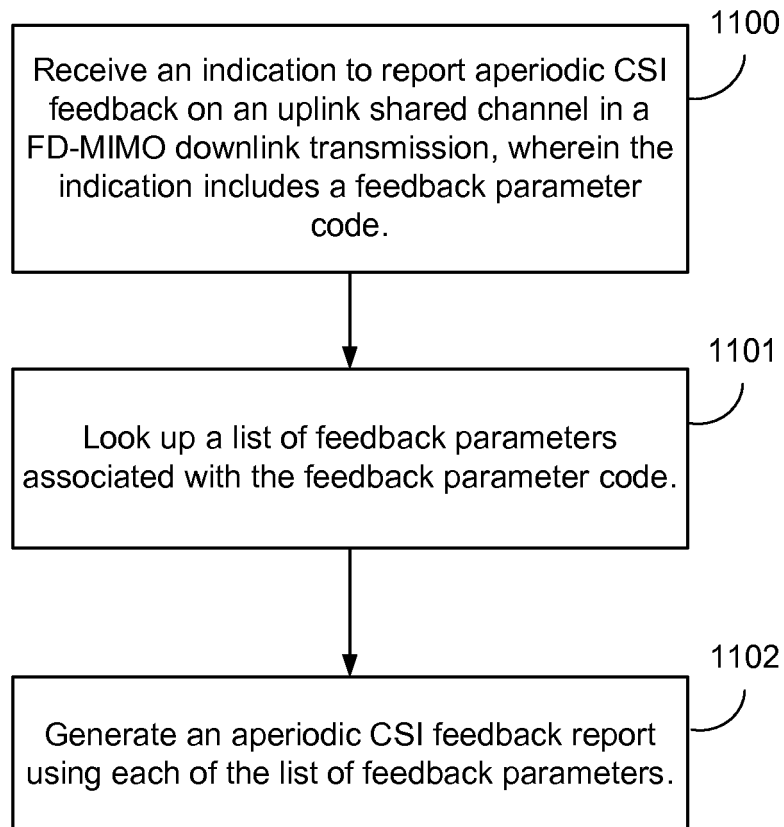 1100
Receive an indication to report aperiodic CSI
feedback on an uplink shared channel in a
FD-MIMO downlink transmission, wherein the
indication includes a feedback parameter
code.
1101
Look up a list of feedback parameters
associated with the feedback parameter code.
1102
Generate an aperiodic CSI feedback report
using each of the list of feedback parameters.